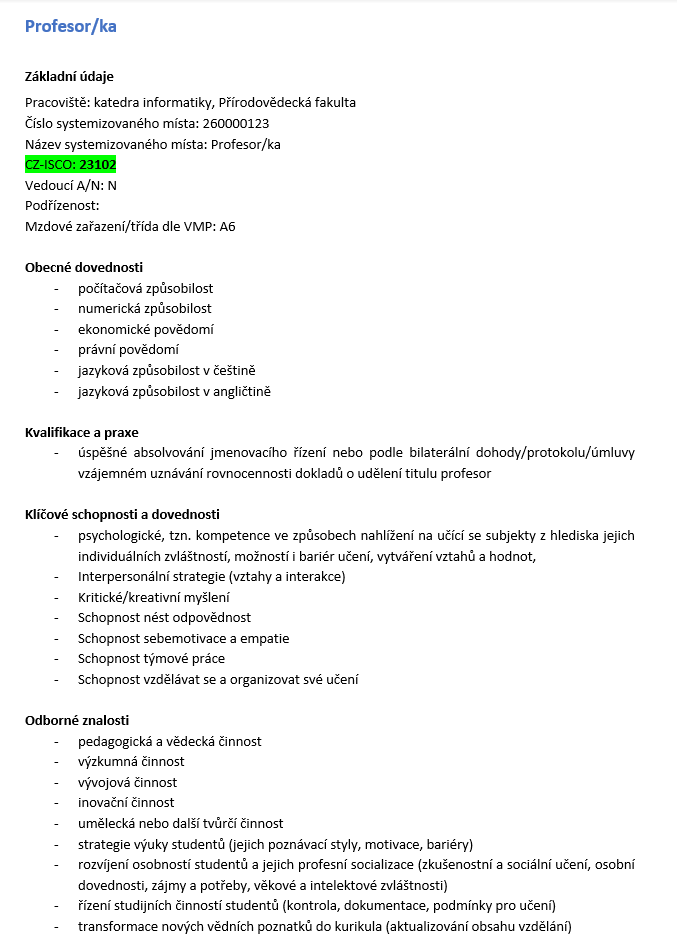 Profesor/ka
Základní údaje
Pracoviště: katedra informatiky, Přírodovědecká fakulta
Číslo systemizovaného místa: 260000123
Název systemizovaného místa: Profesor/ka
CZ-ISCO: 23102
Vedoucí A/N: N
Podřízenost:
Mzdové zařazení/třída dle VMP: A6
Obecné dovednosti
- počítačová způsobilost
- numerická způsobilost
- ekonomické povědomí
- právní povědomí
- jazyková způsobilost v češtině
- jazyková způsobilost v angličtině
Kvalifikace a praxe
- úspěšné absolvování jmenovacího řízení nebo podle bilaterální dohody/protokolu/úmluvy
vzájemném uznávání rovnocennosti dokladů o udělení titulu profesor
Klíčové schopnosti a dovednosti
- psychologické, tzn. kompetence ve způsobech nahlížení na učící se subjekty z hlediska jejich
individuálních zvláštností, možností i bariér učení, vytváření vztahů a hodnot,
- Interpersonální strategie (vztahy a interakce)
- Kritické/kreativní myšlení
- Schopnost nést odpovědnost
- Schopnost sebemotivace a empatie
- Schopnost týmové práce
- Schopnost vzdělávat se a organizovat své učení
Odborné znalosti
- pedagogická a vědecká činnost
- výzkumná činnost
- vývojová činnost
- inovační činnost
- umělecká nebo další tvůrčí činnost
- strategie výuky studentů (jejich poznávací styly, motivace, bariéry)
- rozvíjení osobností studentů a jejich profesní socializace (zkušenostní a sociální učení, osobní
dovednosti, zájmy a potřeby, věkové a intelektové zvláštnosti)
- řízení studijních činností studentů (kontrola, dokumentace, podmínky pro učení)
- transformace nových vědních poznatků do kurikula (aktualizování obsahu vzdělání)